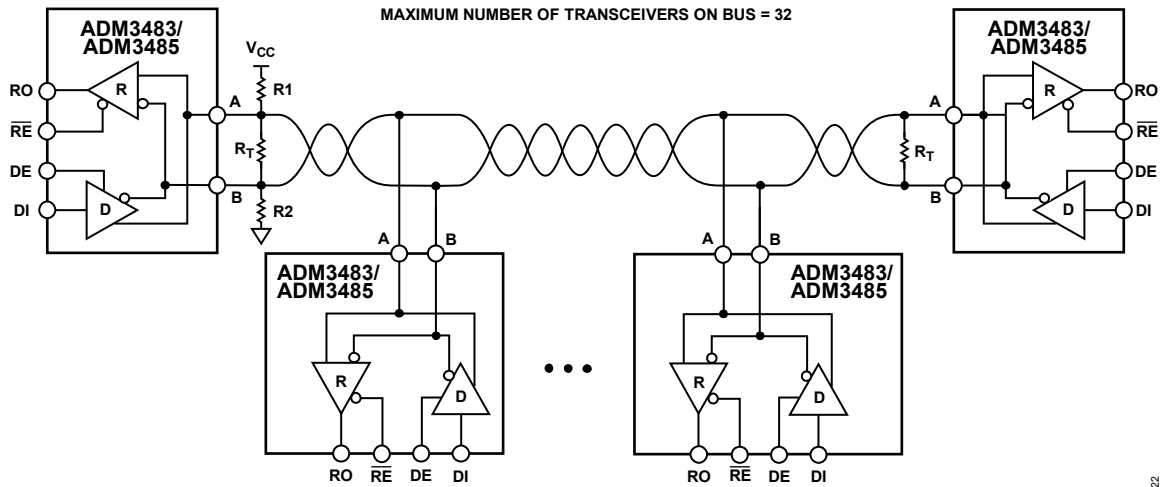 MAXIMUM NUMBER OF TRANSCEIVERS ON BUS = 32
ADM3483/
ADM3485
VCC
R1
RO
R
A
RE
RT
DE
B
R2
DI
D
ADM3483/
ADM3485
A
R
RO
RE
RT
DE
B
D
DI
A
B
ADM3483/
ADM3485
R
D
RO
RE
DE
DI
A
B
ADM3483/
ADM3485
R
D
RO
RE
DE
DI
22